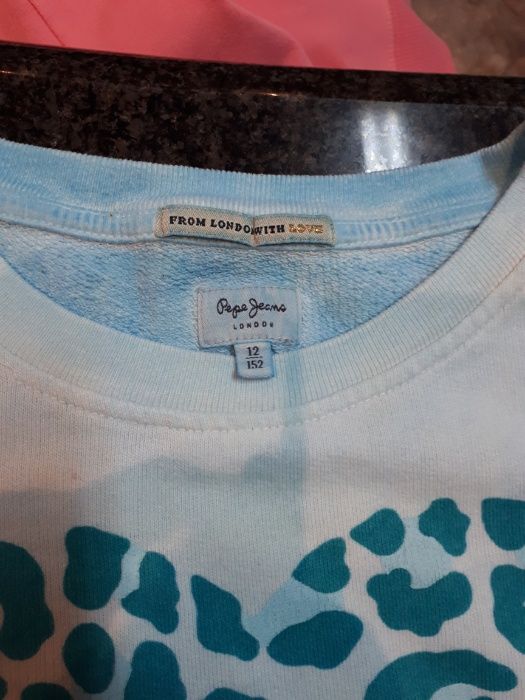 FROM LONDON WITH LOVE
Pepe Jeans
LONDON
12
152